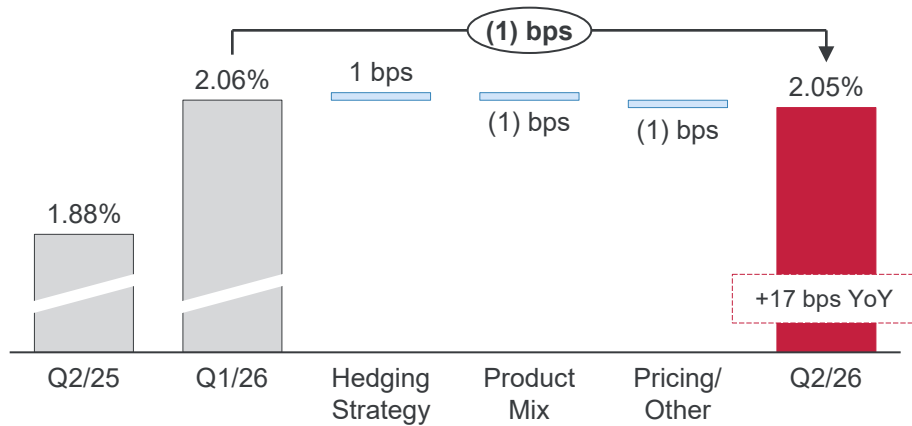 (1) bps
2.06%
1 bps
2.05%
(1) bps
(1) bps
1.88%
+17 bps YoY
Q2/25
Q1/26
Hedging
Strategy
Product
Mix
Pricing/
Other
Q2/26